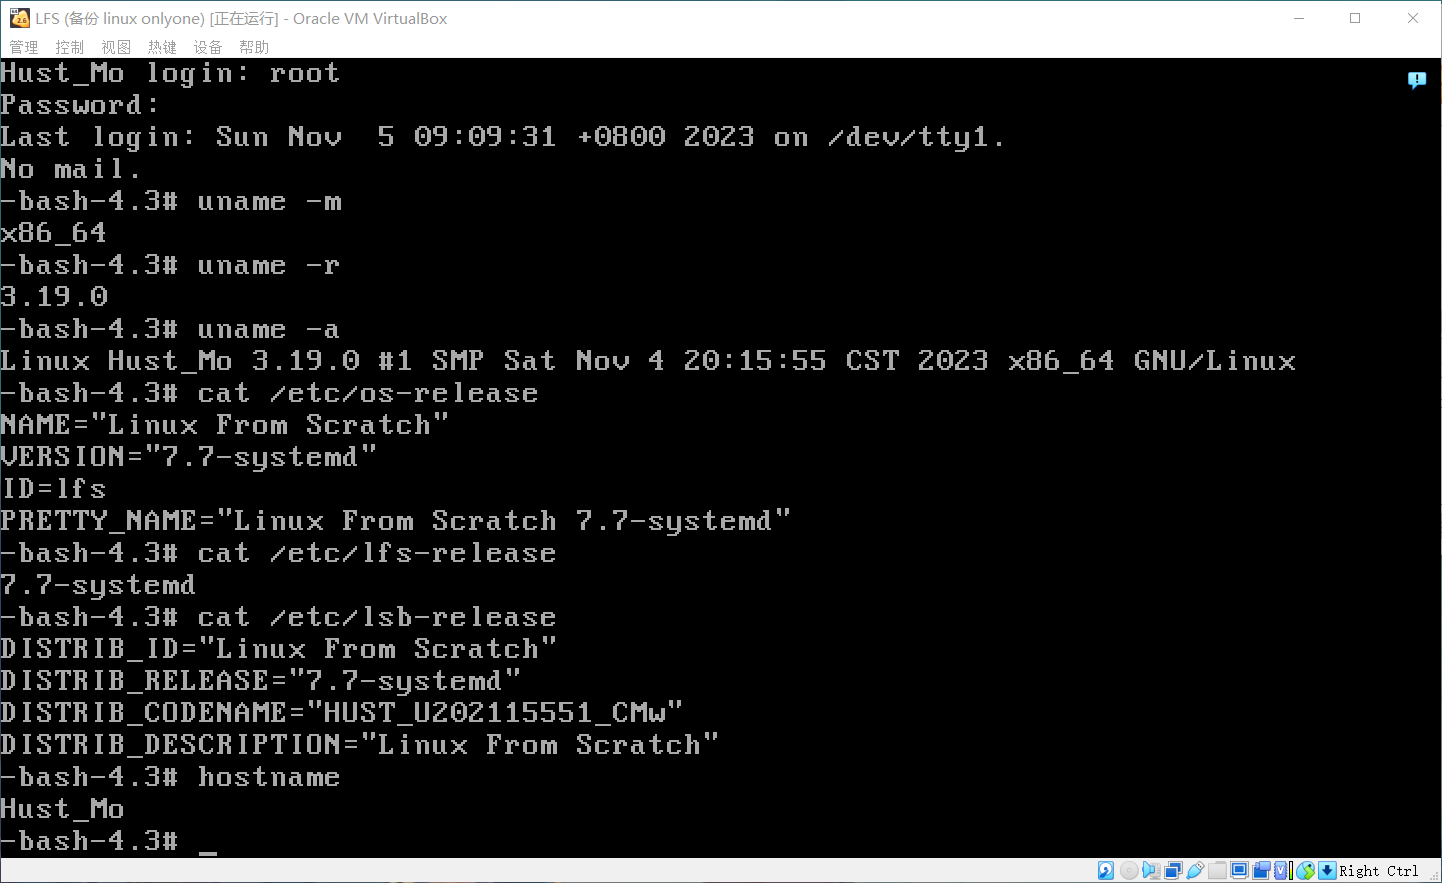 LFS (备份 linux onlyone) [正在运行] - Oracle VM VirtualBox
管理 控制 视图 热键 设备 帮助
Hust_Mo login: root
Password:
Last login: Sun Nov  5 09:09:31 +0800 2023 on /dev/tty1.
No mail.
-bash-4.3# uname -m
x86_64
-bash-4.3# uname -r
3.19.0
-bash-4.3# uname -a
Linux Hust_Mo 3.19.0 #1 SMP Sat Nov 4 20:15:55 CST 2023 x86_64 GNU/Linux
-bash-4.3# cat /etc/os-release
NAME="Linux From Scratch"
VERSION="7.7-systemd"
ID=lfs
PRETTY_NAME="Linux From Scratch 7.7-systemd"
-bash-4.3# cat /etc/lfs-release
7.7-systemd
-bash-4.3# cat /etc/lsb-release
DISTRIB_ID="Linux From Scratch"
DISTRIB_RELEASE="7.7-systemd"
DISTRIB_CODENAME="HUST_U202115551_CMw"
DISTRIB_DESCRIPTION="Linux From Scratch"
-bash-4.3# hostname
Hust_Mo
-bash-4.3# _
Right Ctrl